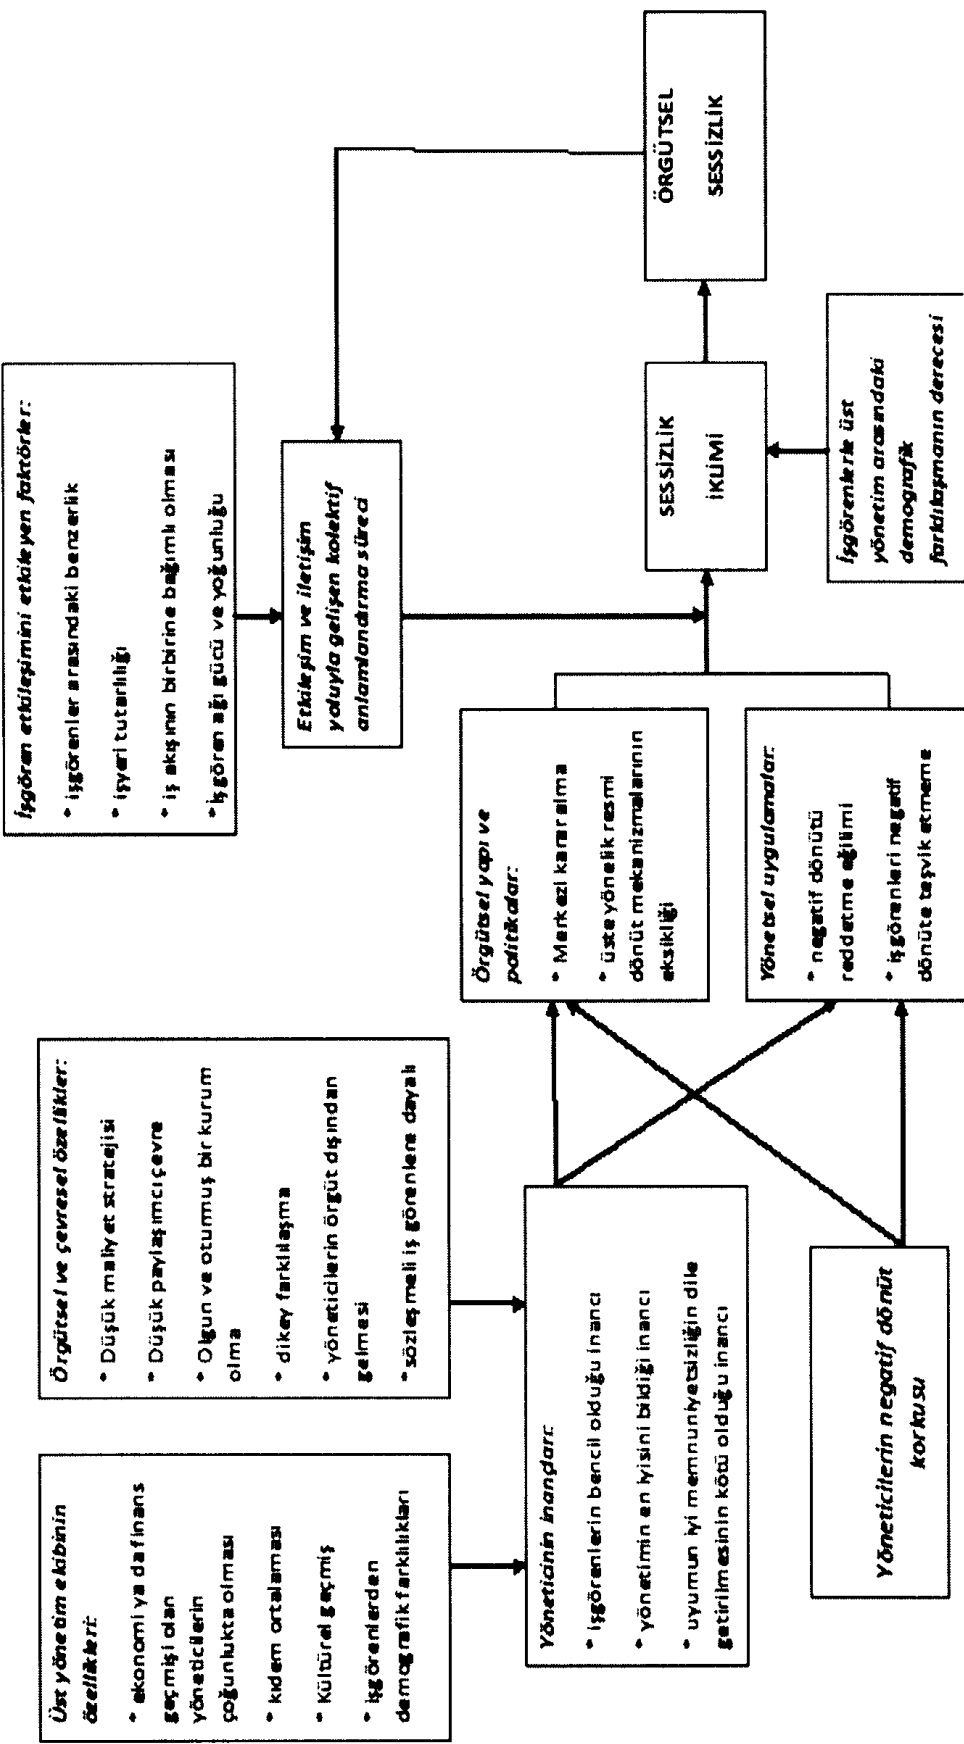 Üst yönetim ekibinin
özellikleri:
* ekonomi ya da finans
geçmişi olan
yöneticilerin
çoğunlukta olması
* kıdem ortalaması
* Kültürel geçmiş
* işgörenlerden
demografik farklılıkları
Örgütsel ve çevresel özellikler:
* Düşük maliyet stratejisi
* Düşük paylaşımcı çevre
* Olgun ve oturmuş bir kurum
olma
* dikey farklılaşma
* yöneticilerin örgüt dışından
gelmesi
* sözleşmeli iş görenlere dayalı
İşgören etkileşimini etkileyen faktörler:
* işgörenler arasındaki benzerlik
* işyeri tutarlılığı
* iş akışının birbirine bağımlı olması
*işgören ağı gücü ve yoğunluğu
Etkileşim ve iletişim
yoluyla gelişen kolektif
anlamlandırma süreci
Yöneticinin inançları:
* işgörenlerin bencil olduğu inancı
* yönetimin en iyisini bildiği inancı
* uyumun iyi memnuniyetsizliğin dile
getirilmesinin kötü olduğu inancı
Örgütsel yapı ve
politikalar:
* Merkezi karar alma
* üste yönelik resmi
dönüt mekanizmalarının
eksikliği
Yönetsel uygulamalar:
* negatif dönütü
reddetme eğilimi
* işgörenleri negatif
dönüte teşvik etmeme
Yöneticilerin negatif dönüt
korkusu
SESSİZLİK
İKLİMİ
ÖRGÜTSEL
SESSİZLİK
İşgörenlerle üst
yönetim arasındaki
demografik
farklılaşmanın derecesi